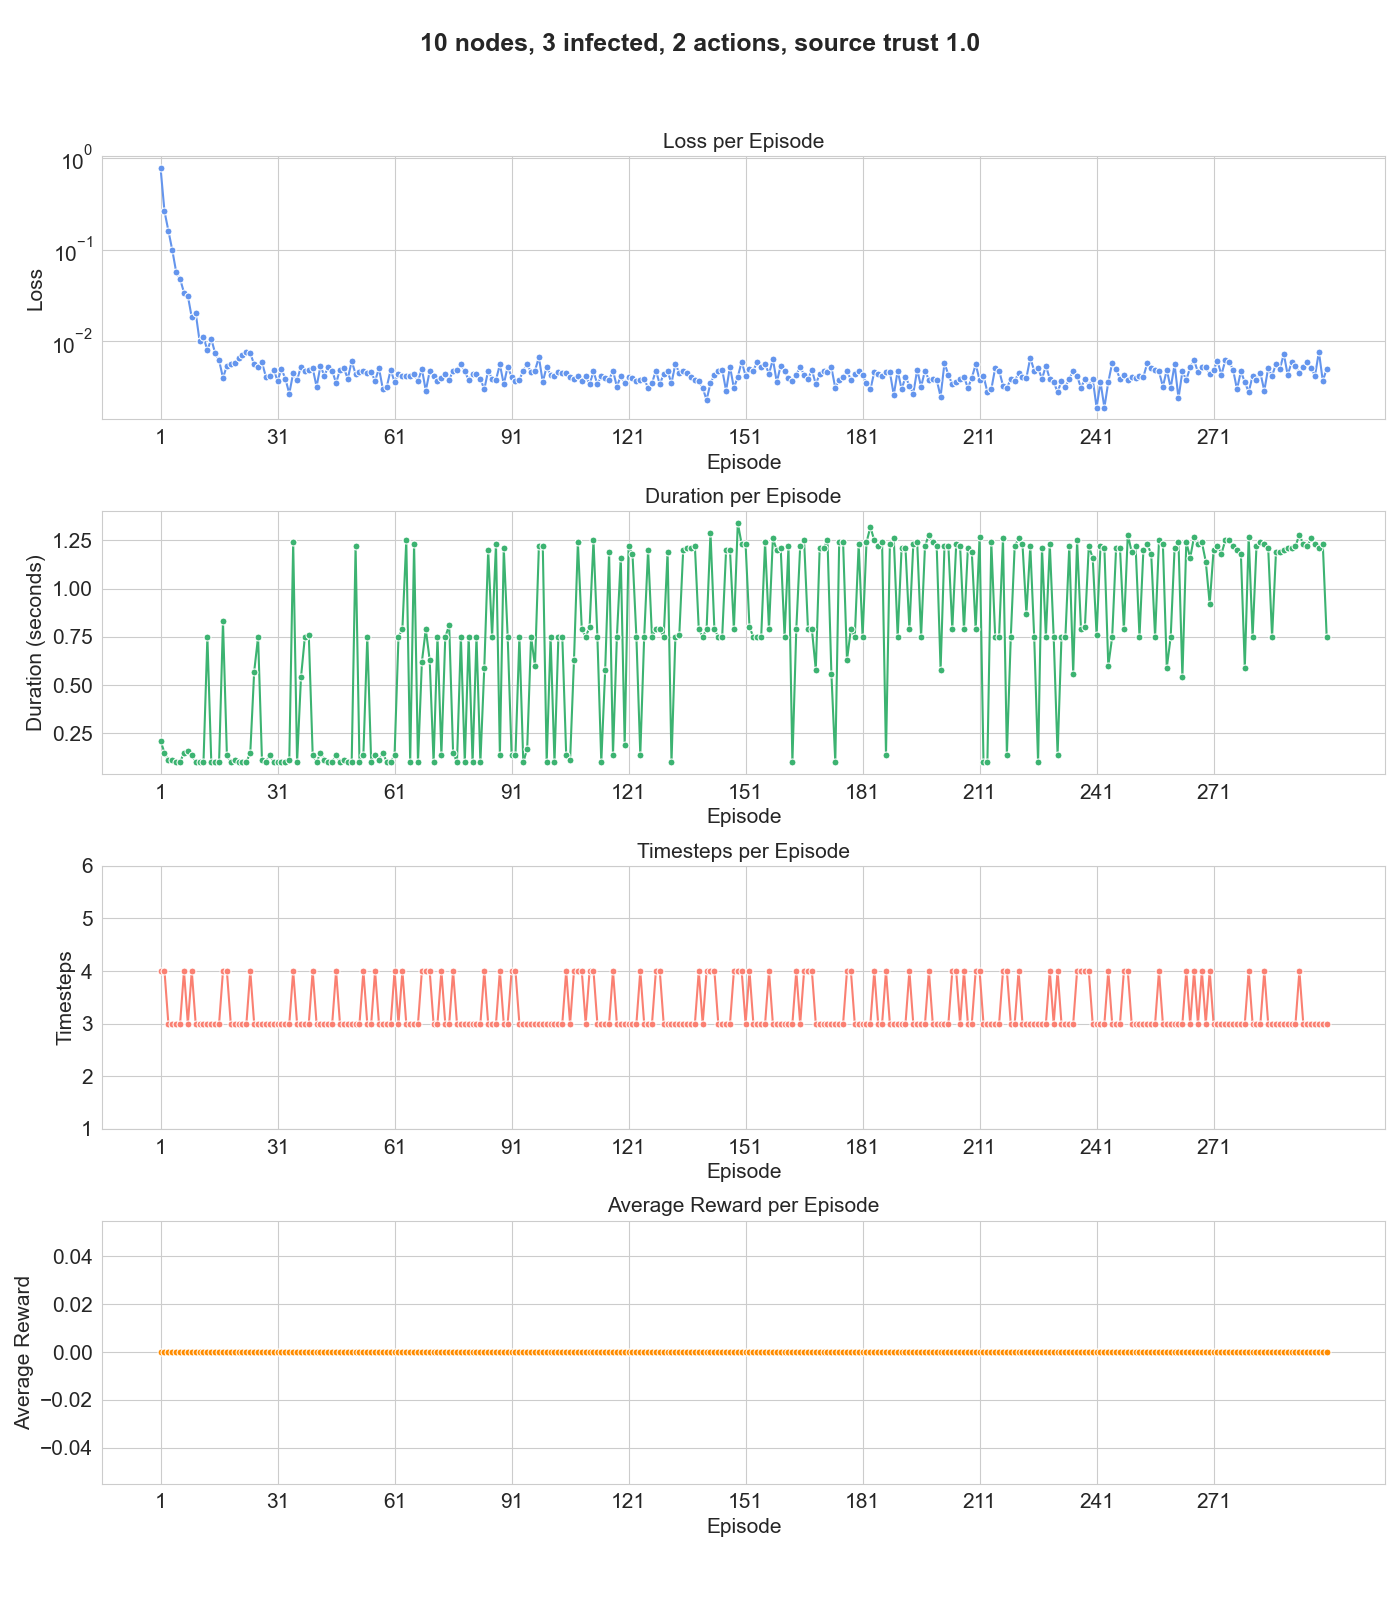 10 nodes, 3 infected, 2 actions, source trust 1.0
Loss per Episode
Loss
10^0
10^−1
10^−2
1 31 61 91 121 151 181 211 241 271
Episode
Duration per Episode
Duration (seconds)
1.25
1.00
0.75
0.50
0.25
1 31 61 91 121 151 181 211 241 271
Episode
Timesteps per Episode
Timesteps
6
5
4
3
2
1
1 31 61 91 121 151 181 211 241 271
Episode
Average Reward per Episode
Average Reward
0.04
0.02
0.00
−0.02
−0.04
1 31 61 91 121 151 181 211 241 271
Episode